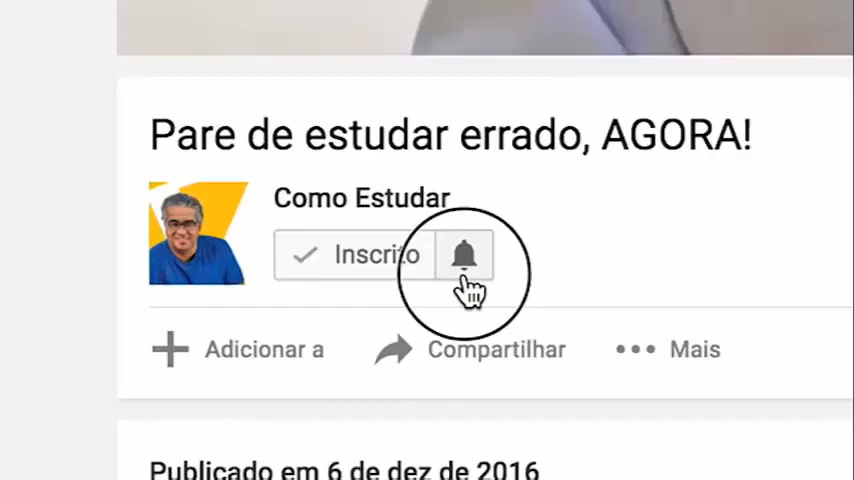 Pare de estudar errado, AGORA!
Como Estudar
Inscrito
Adicionar a Compartilhar Mais
Publicado em 6 de dez de 2016